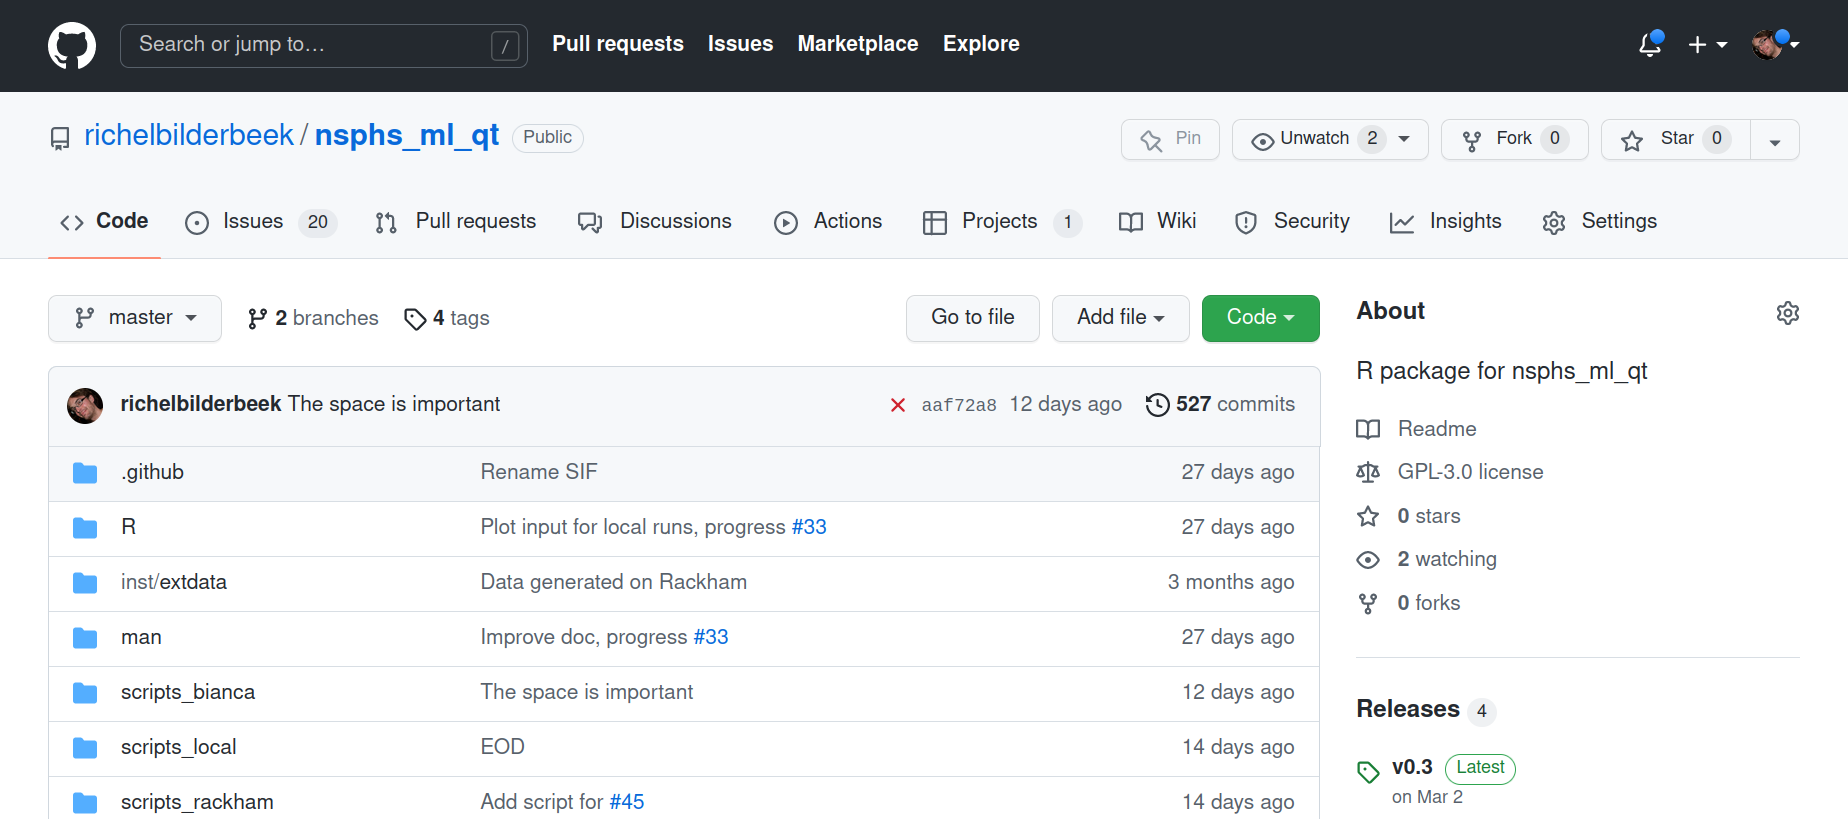 Search or jump to… /
Pull requests Issues Marketplace Explore
richelbilderbeek / nsphs_ml_qt Public
Pin Unwatch 2 Fork 0 Star 0
Code Issues 20 Pull requests Discussions Actions Projects 1 Wiki Security Insights Settings
master 2 branches 4 tags Go to file Add file Code
richelbilderbeek The space is important aaf72a8 12 days ago 527 commits
.github Rename SIF 27 days ago
R Plot input for local runs, progress #33 27 days ago
inst/extdata Data generated on Rackham 3 months ago
man Improve doc, progress #33 27 days ago
scripts_bianca The space is important 12 days ago
scripts_local EOD 14 days ago
scripts_rackham Add script for #45 14 days ago
About
R package for nsphs_ml_qt
Readme
GPL-3.0 license
0 stars
2 watching
0 forks
Releases 4
v0.3 Latest
on Mar 2